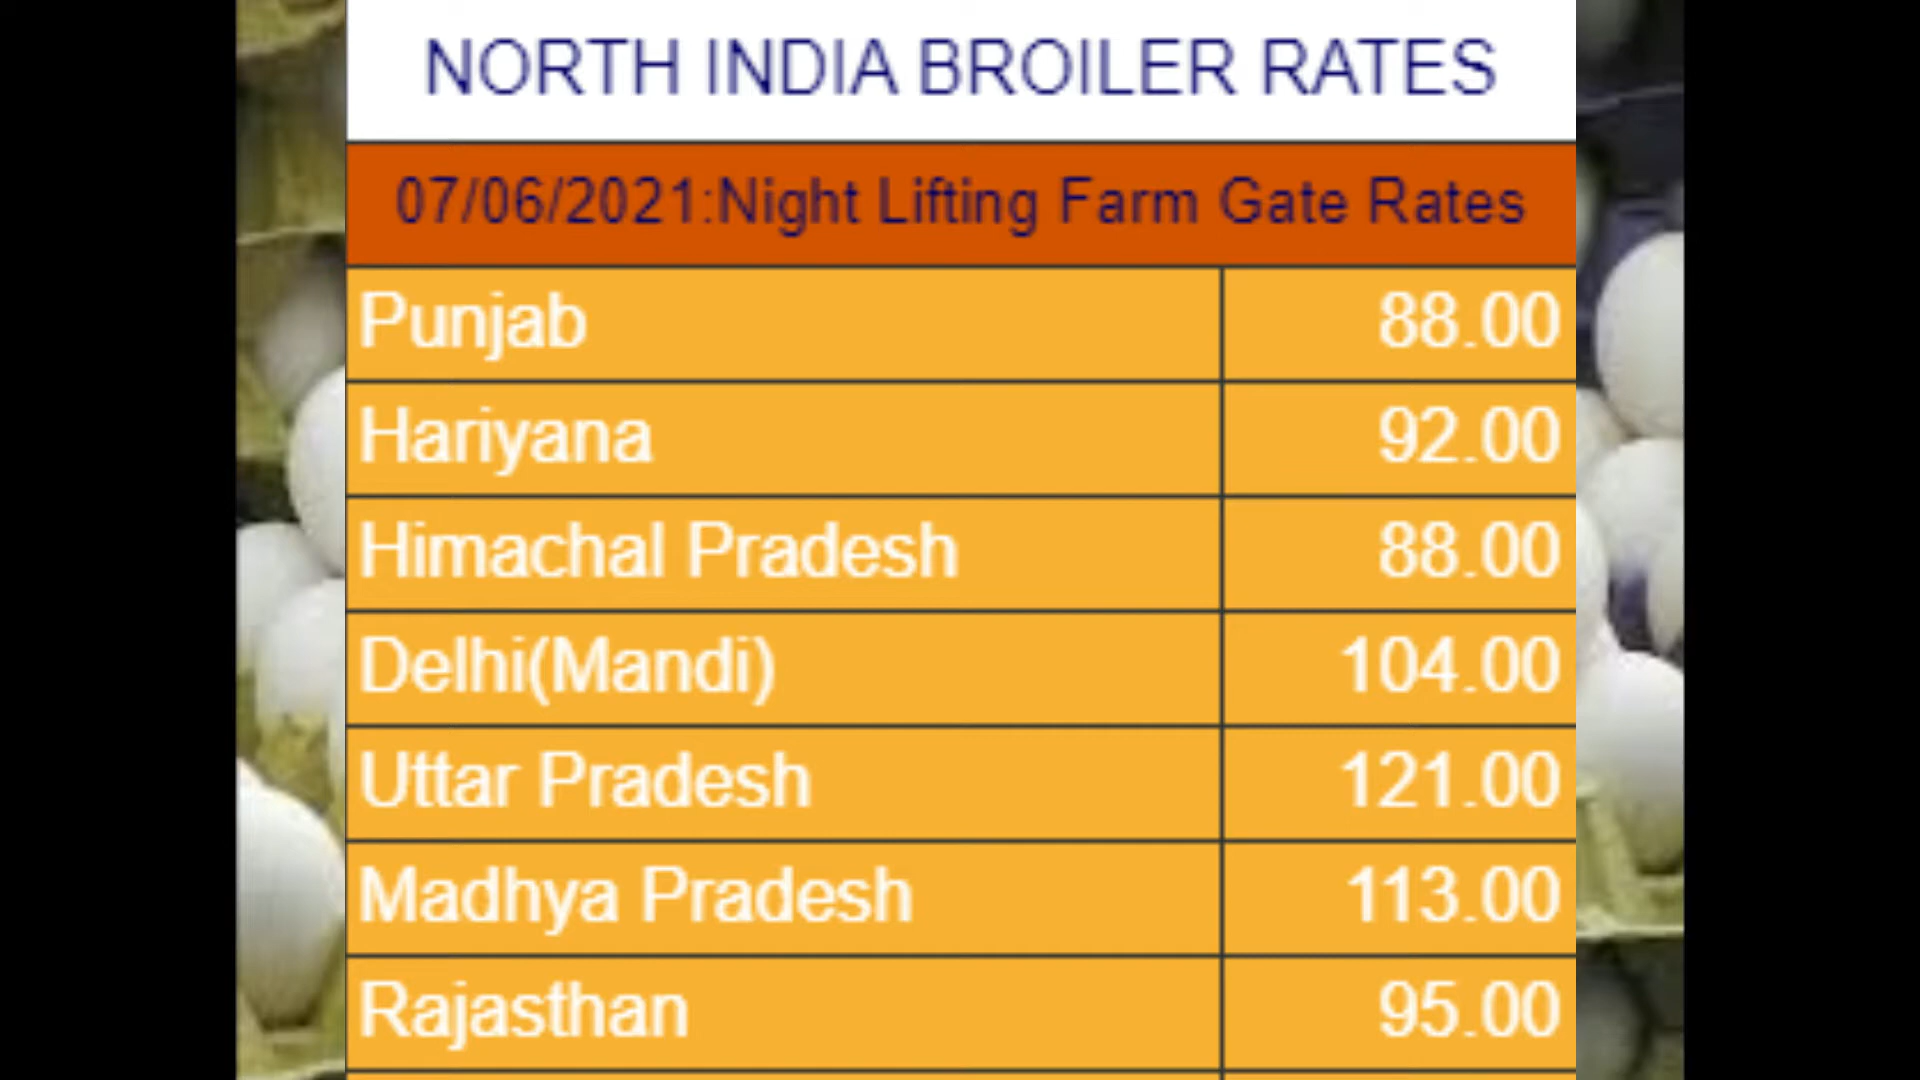 NORTH INDIA BROILER RATES
07/06/2021:Night Lifting Farm Gate Rates
Punjab 88.00
Hariyana 92.00
Himachal Pradesh 88.00
Delhi(Mandi) 104.00
Uttar Pradesh 121.00
Madhya Pradesh 113.00
Rajasthan 95.00